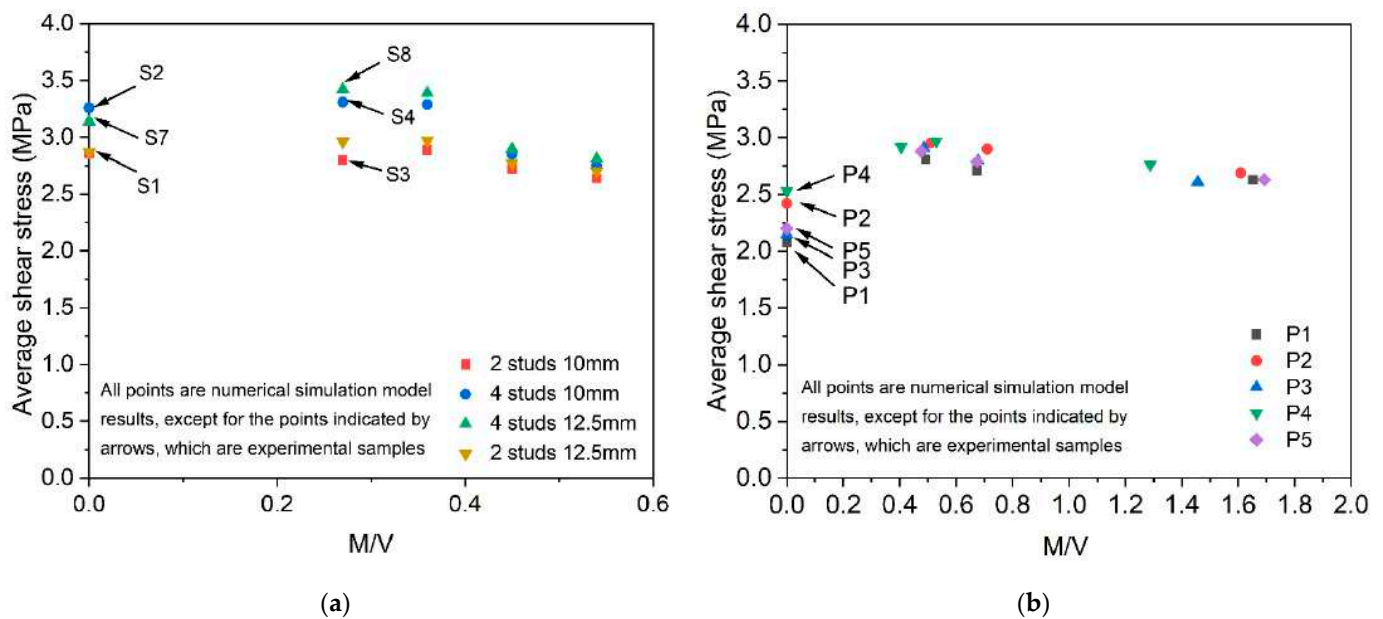 4.0
3.5
3.0
2.5
2.0
1.5
1.0
0.5
0.0
Average shear stress (MPa)
S2
S7
S1
S8
S4
S3
2 studs 10mm
4 studs 10mm
4 studs 12.5mm
2 studs 12.5mm
All points are numerical simulation model
results, except for the points indicated by
arrows, which are experimental samples
0.0 0.2 0.4 0.6
M/V
(a)
4.0
3.5
3.0
2.5
2.0
1.5
1.0
0.5
0.0
Average shear stress (MPa)
P4
P2
P5
P3
P1
P1
P2
P3
P4
P5
All points are numerical simulation model
results, except for the points indicated by
arrows, which are experimental samples
0.0 0.2 0.4 0.6 0.8 1.0 1.2 1.4 1.6 1.8 2.0
M/V
(b)